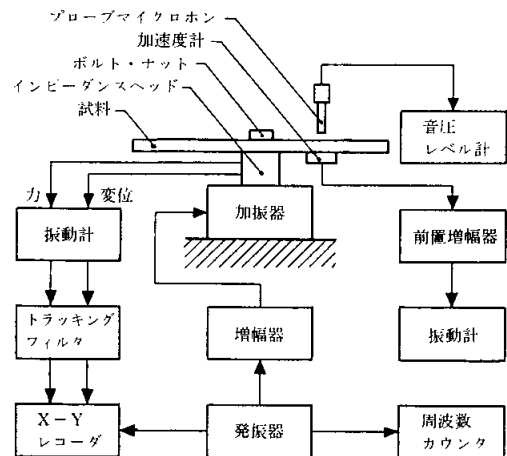 プローブマイクロホン
加速度計
ボルト・ナット
インピーダンスヘッド
試料
音圧
レベル計
力
変位
加振器
振動計
前置増幅器
トラッキング
フィルタ
増幅器
振動計
X－Y
レコーダ
発振器
周波数
カウンタ